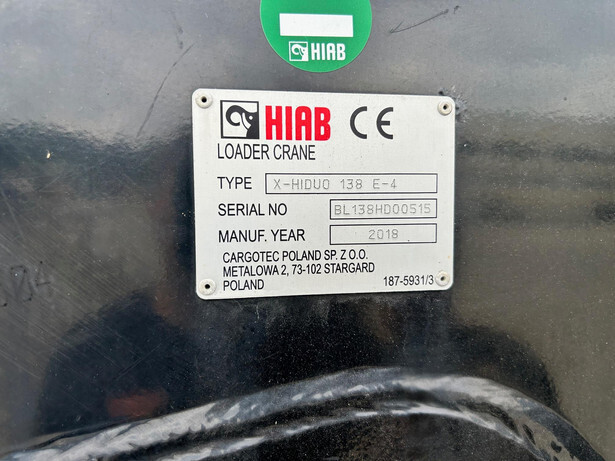 HIAB
HIAB CE
LOADER CRANE
TYPE X-HIDUO 138 E-4
SERIAL NO BL138HD00515
MANUF. YEAR 2018
CARGOTEC POLAND SP. Z O.O.
METALOWA 2, 73-102 STARGARD
POLAND 187-5931/3